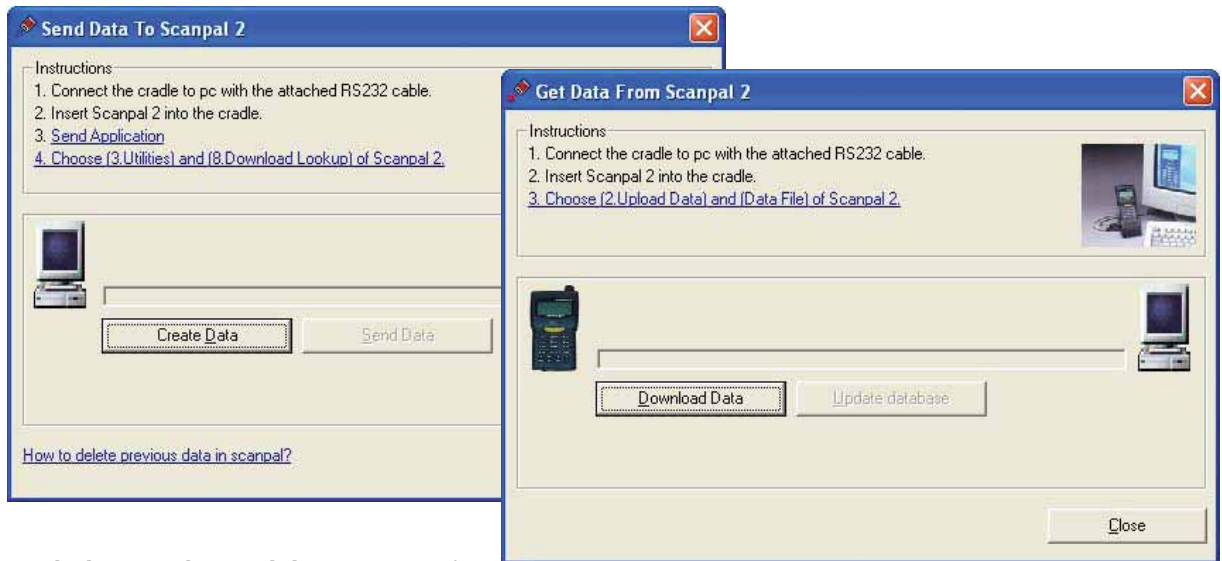 Send Data To Scanpal 2
Instructions
1. Connect the cradle to pc with the attached RS232 cable.
2. Insert Scanpal 2 into the cradle.
3. Send Application
4. Choose (3.Utilities) and (8.Download Lookup) of Scanpal 2.
Create Data
Send Data
How to delete previous data in scanpal?
Get Data From Scanpal 2
Instructions
1. Connect the cradle to pc with the attached RS232 cable.
2. Insert Scanpal 2 into the cradle.
3. Choose (2.Upload Data) and (Data File) of Scanpal 2.
Download Data
Update database
Close